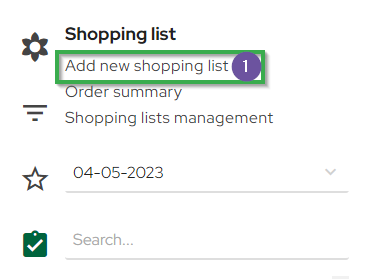 Shopping list
Add new shopping list 1
Order summary
Shopping lists management
04-05-2023
Search...